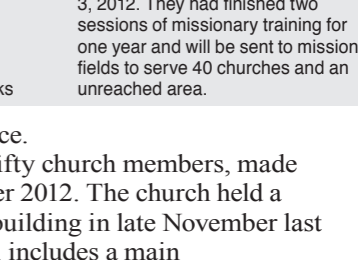 3, 2012. They had finished two
sessions of missionary training for
one year and will be sent to mission
fields to serve 40 churches and an
unreached area.
ifty church members, made
er 2012. The church held a
building in late November last
includes a main